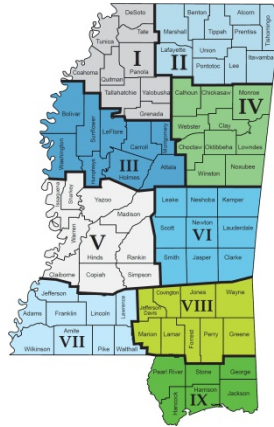 DeSoto
Benton
Alcorn
Tate
Marshall
Tippah
Prentiss
Tishomingo
Tunica
I
II
Lafayette
Union
Itawamba
Coahoma
Panola
Pontotoc
Lee
Quitman
Tallahatchie
Yalobusha
Calhoun
Chickasaw
Monroe
Grenada
IV
Bolivar
Sunflower
LeFlore
Webster
Clay
Washington
Carroll
Montgomery
Choctaw
Oktibbeha
Lowndes
III
Humphreys
Holmes
Attala
Winston
Noxubee
Issaquena
Sharkey
Yazoo
Leake
Neshoba
Kemper
Madison
VI
Warren
V
Scott
Newton
Lauderdale
Hinds
Rankin
Smith
Jasper
Clarke
Claiborne
Copiah
Simpson
Jefferson
Covington
Jones
Wayne
Adams
Franklin
Lincoln
Lawrence
Jefferson
Davis
VIII
Amite
Wilkinson
VII
Pike
Walthall
Marion
Lamar
Forrest
Perry
Greene
Pearl River
Stone
George
Hancock
Harrison
Jackson
IX